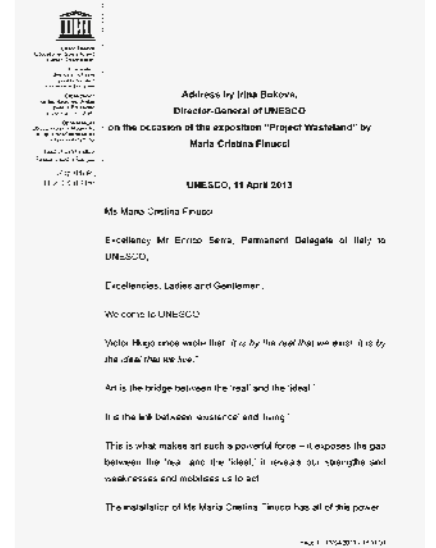 Address by Irina Bokova,
Director-General of UNESCO
on the occasion of the exposition "Project Wasteland" by
Maria Cristina Finucci
UNESCO, 11 April 2013
Ms Maria Cristina Finucci
Excellency Mr Enrico Serra, Permanent Delegate of Italy to
UNESCO,
Excellencies, Ladies and Gentlemen,
Welcome to UNESCO
Victor Hugo once wrote that it is by the real that we exist, it is by
the ideal that we live."
Art is the bridge between the 'real' and the 'ideal.'
It is the link between 'existence' and 'living.'
This is what makes art such a powerful force – it exposes the gap
between the 'real' and the 'ideal,' it reveals our strengths and
weaknesses and mobilises us to act
The installation of Ms Maria Cristina Finucci has all of this power